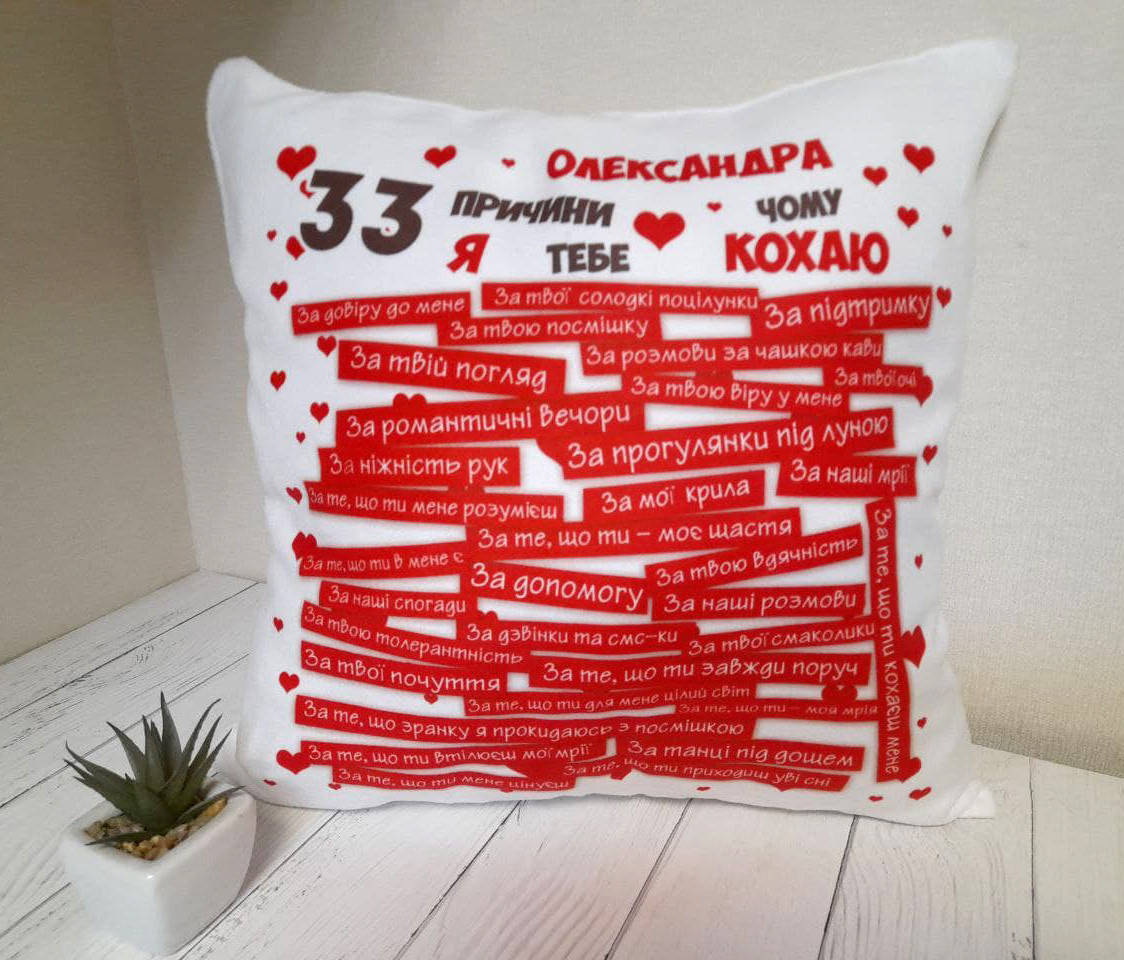 Олександра
33 причини чому
Я тебе кохаю
За довіру до мене
За твої солодкі поцілунки
За підтримку
За твою посмішку
За твій погляд
За розмови за чашкою кави
За твою віру у мене
За твої очі
За романтичні вечори
За прогулянки під луною
За ніжність рук
За наші мрії
За те, що ти мене розумієш
За мої крила
За те, що ти – моє щастя
За те, що ти в мене є
За допомогу
За твою вдячність
За наші спогади
За наші розмови
За твою толерантність
За дзвінки та смс-ки
За твої смаколики
За твої почуття
За те, що ти завжди поруч
За те, що ти кохаєш мене
За те, що ти для мене цілий світ
За те, що ти – моя мрія
За те, що зранку я прокидаюсь з посмішкою
За те, що ти втілюєш мої мрії
За танці під дощем
За те, що ти мене цінуєш
За те, що ти приходиш уві сні